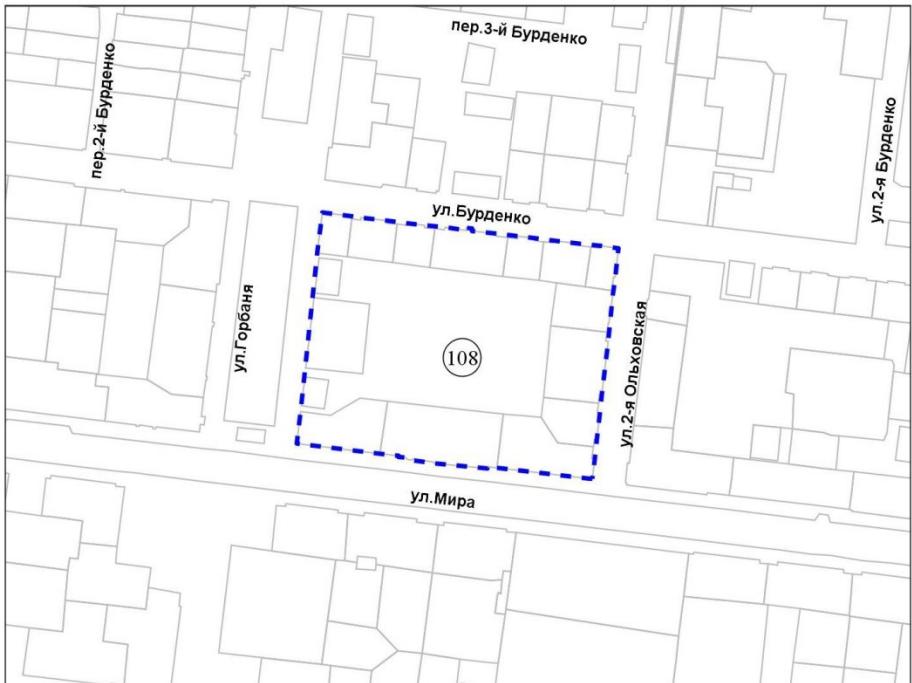 пер.3-й Бурденко
пер.2-й Бурденко
ул.2-я Бурденко
ул.Бурденко
ул.Горбаня
ул.2-я Ольховская
108
ул.Мира